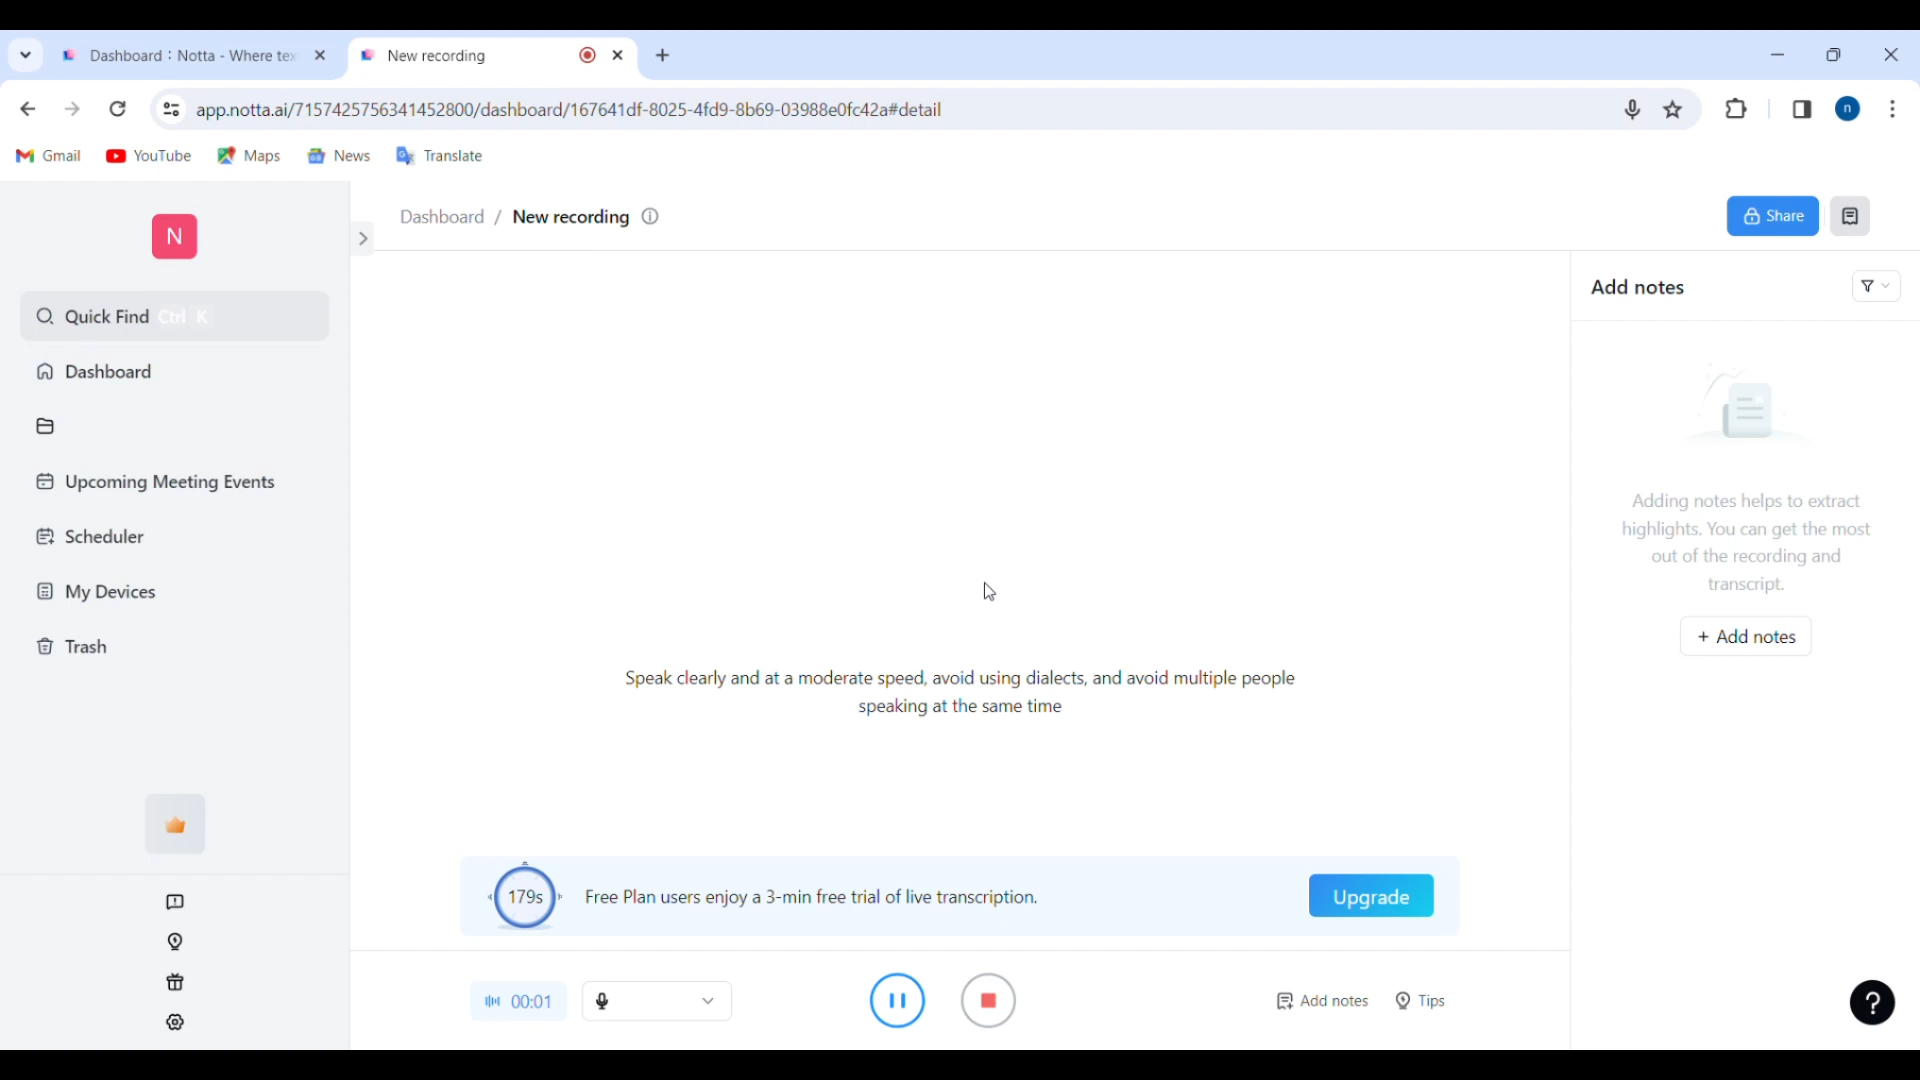 Dashboard : Notta - Where tex
New recording
app.notta.ai/7157425756341452800/dashboard/167641df-8025-4fd9-8b69-03988e0fc42a#detail
n
Gmail
YouTube
Maps
News
Translate
N
Quick Find Ctrl K
Dashboard
Upcoming Meeting Events
Scheduler
My Devices
Trash
Dashboard / New recording
Share
Add notes
Adding notes helps to extract
highlights. You can get the most
out of the recording and
transcript.
+ Add notes
Speak clearly and at a moderate speed, avoid using dialects, and avoid multiple people
speaking at the same time
179s
Free Plan users enjoy a 3-min free trial of live transcription.
Upgrade
00:01
Add notes
Tips
?